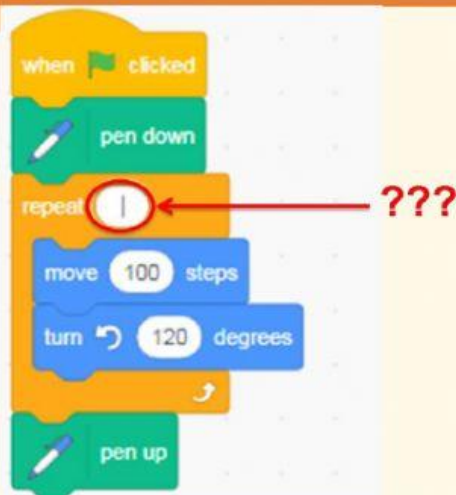 when clicked
pen down
repeat ???
move 100 steps
turn 120 degrees
pen up